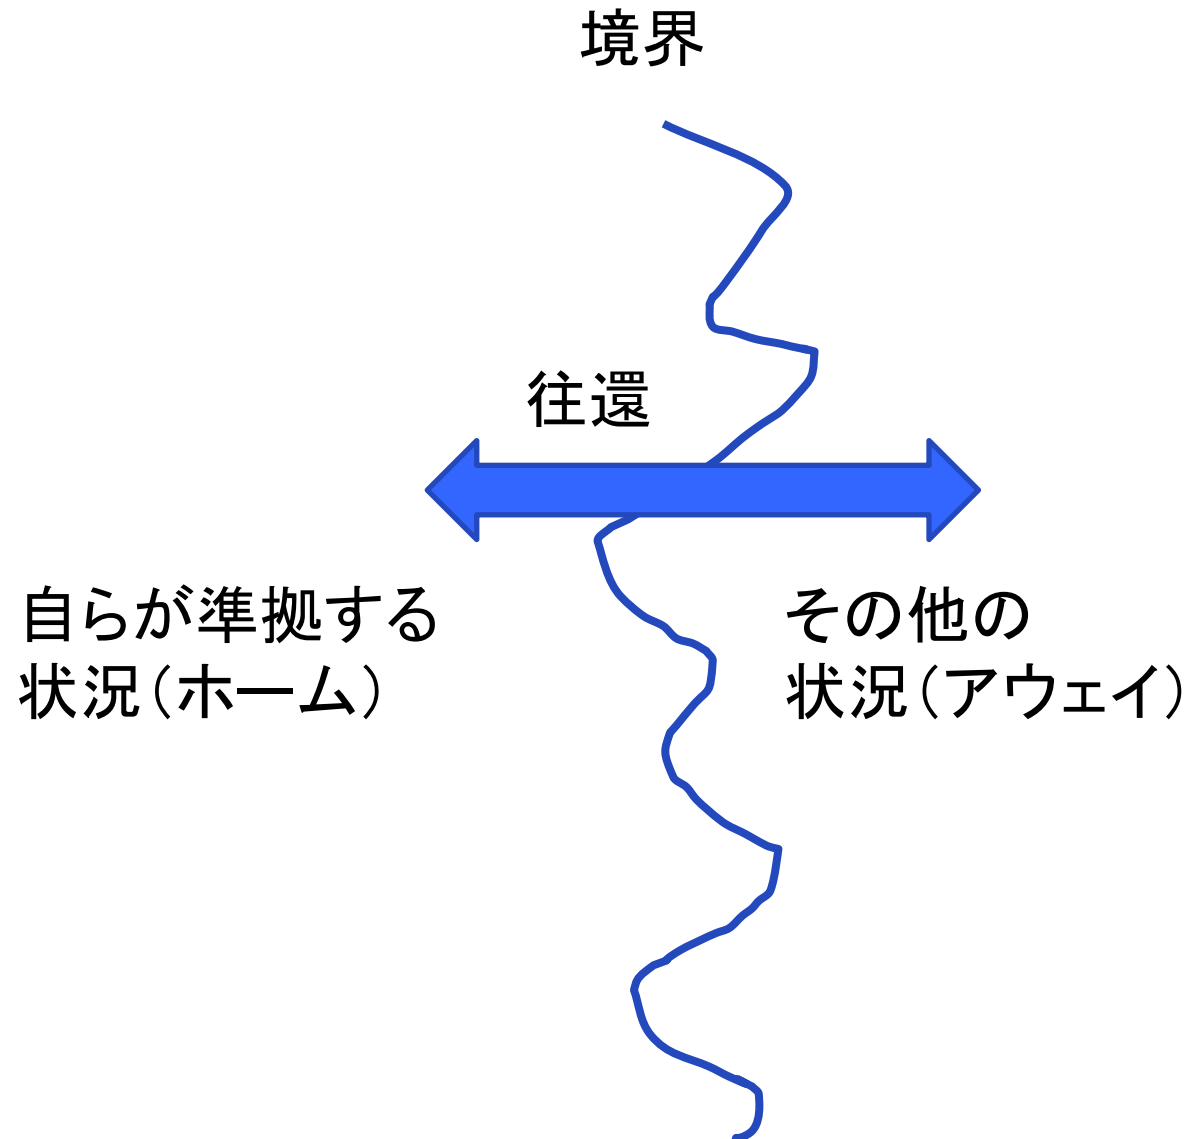 境界
往還
自らが準拠する
状況（ホーム）
その他の
状況（アウェイ）